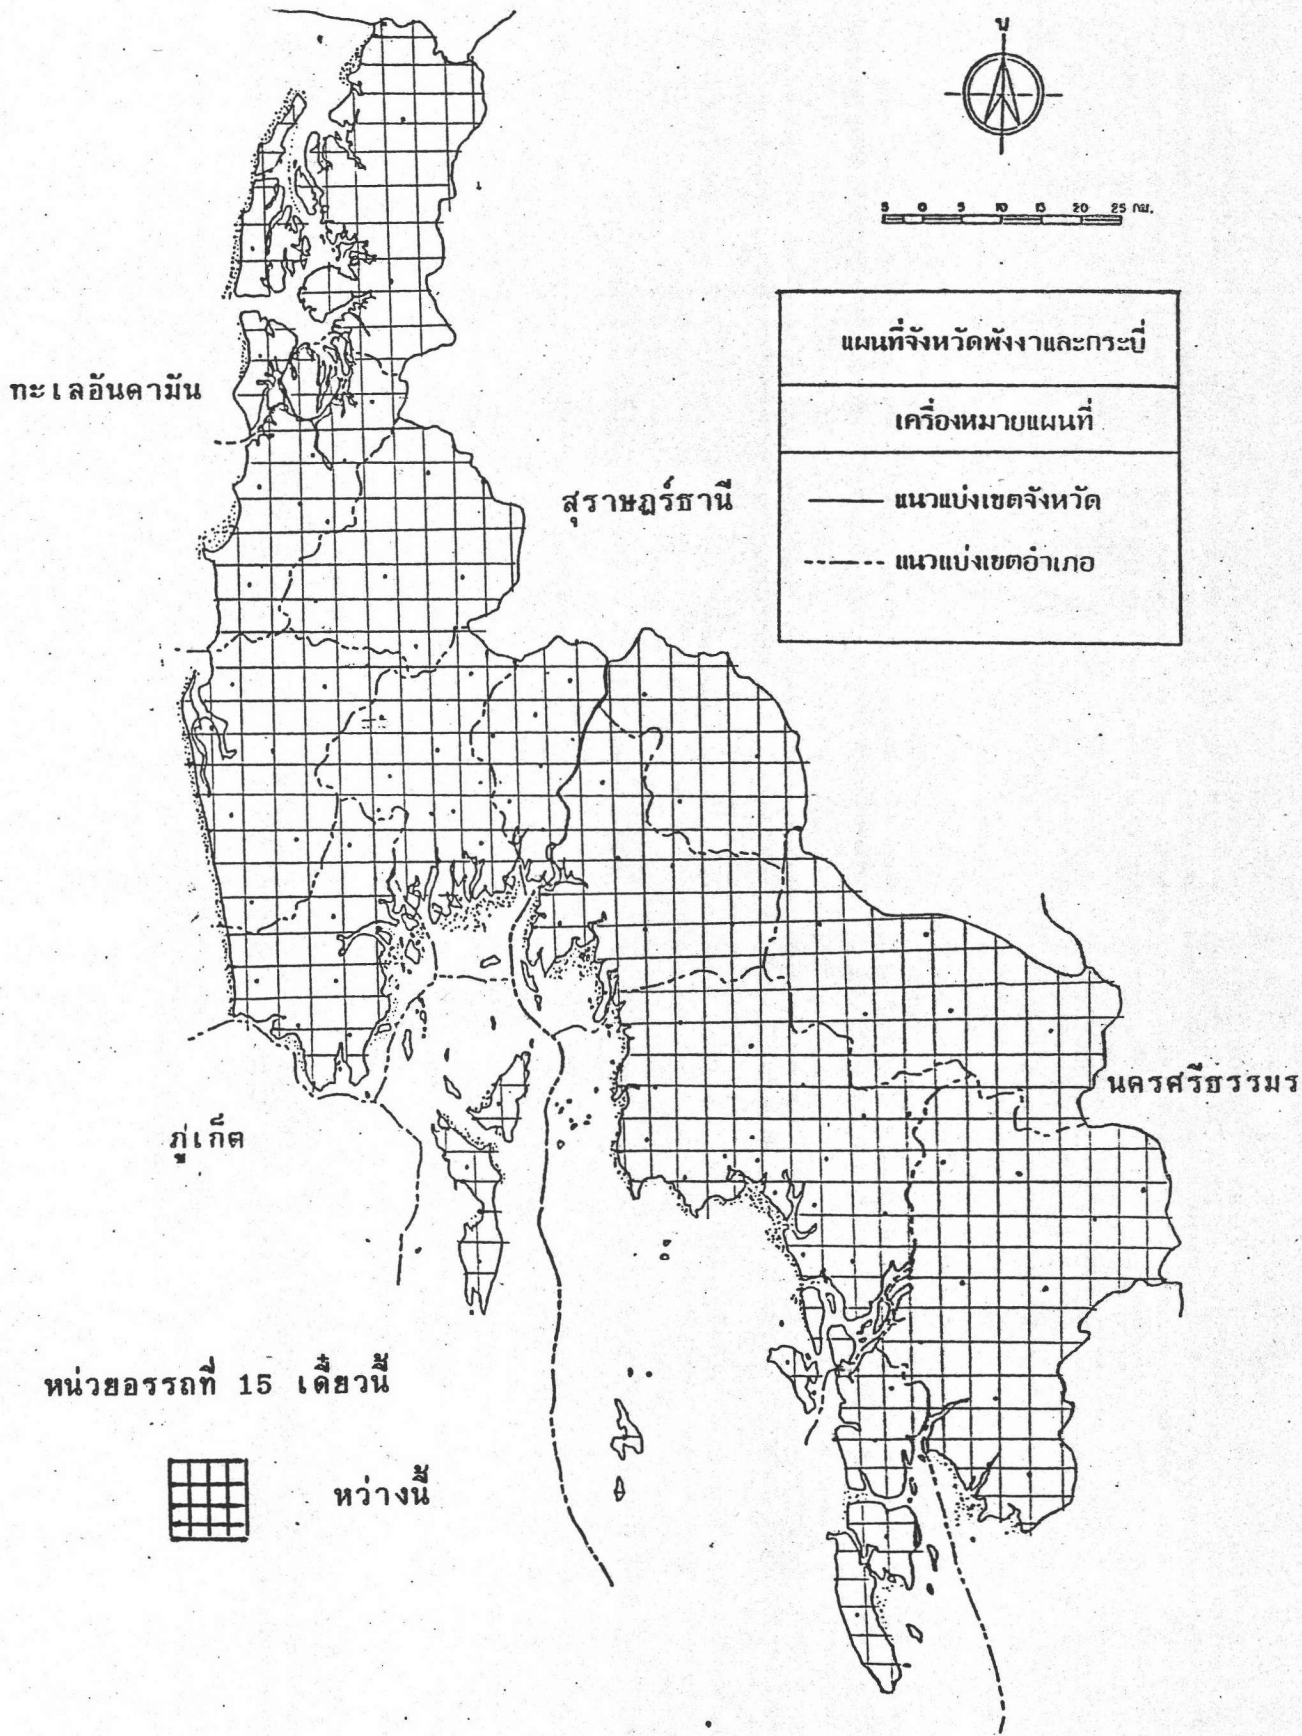 น
5 0 5 10 15 20 25 กม.
แผนที่จังหวัดพังงาและกระบี่
เครื่องหมายแผนที่
แนวแบ่งเขตจังหวัด
แนวแบ่งเขตอำเภอ
ทะเลอันดามัน
สุราษฎร์ธานี
นครศรีธรรมร
ภูเก็ต
หน่วยอรรถที่ 15 เดี๋ยวนี้
หว่างนี้